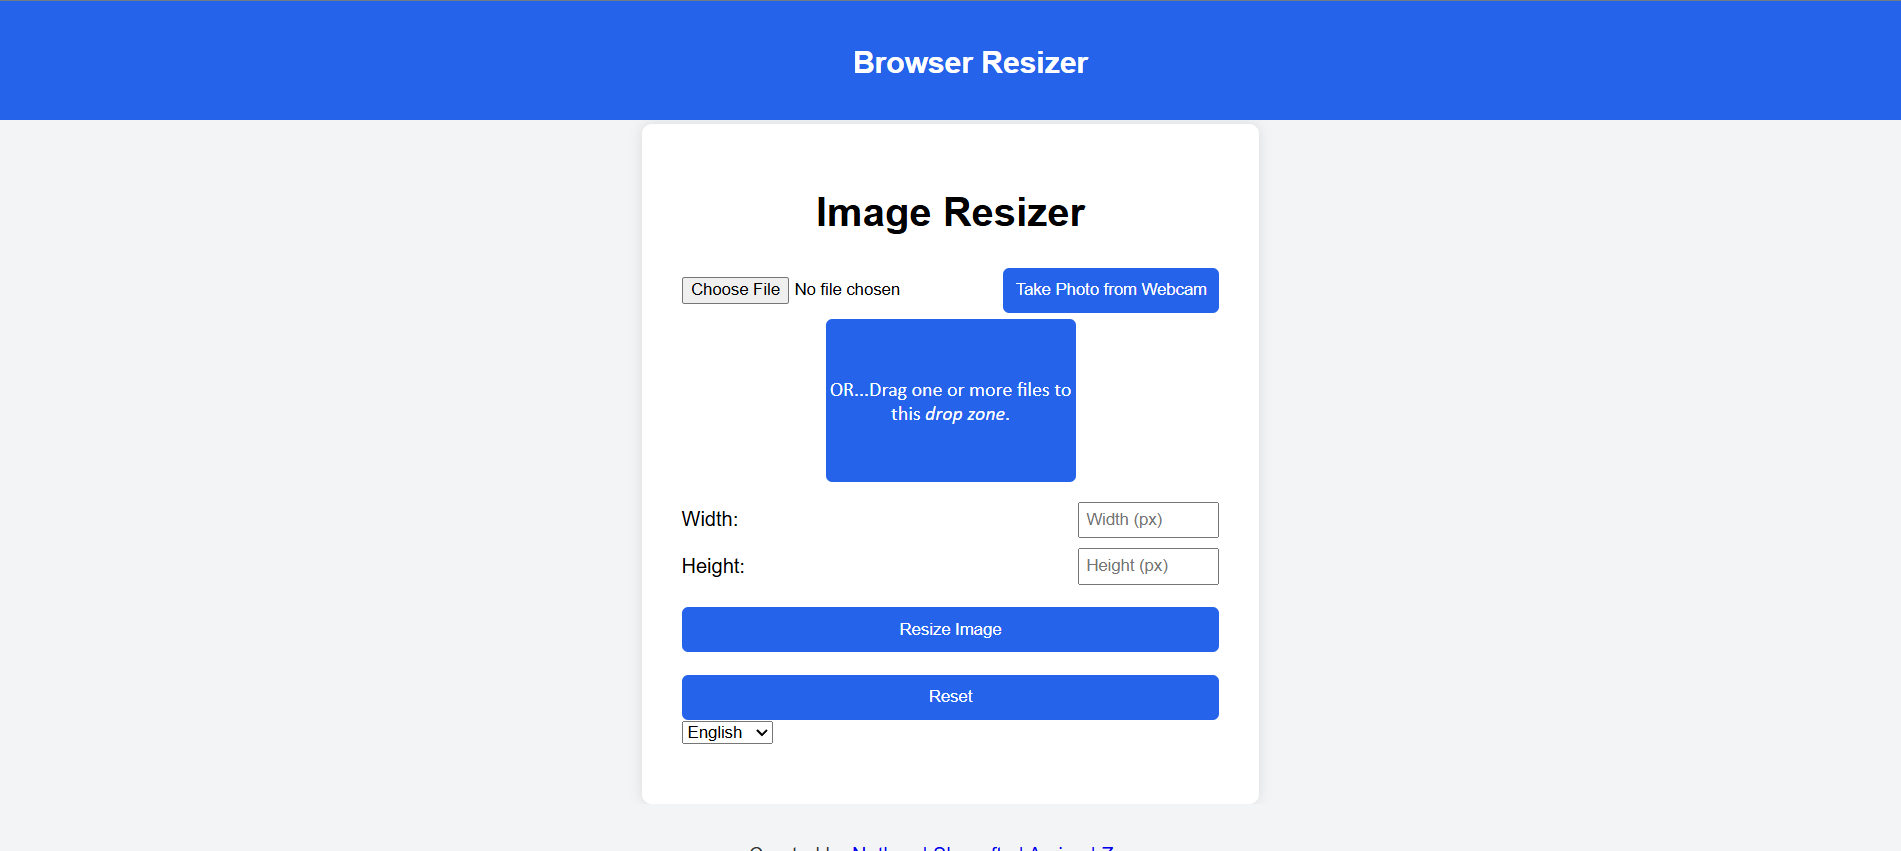 Browser Resizer
Image Resizer
Choose File No file chosen
Take Photo from Webcam
OR...Drag one or more files to
this drop zone.
Width:
Width (px)
Height:
Height (px)
Resize Image
Reset
English